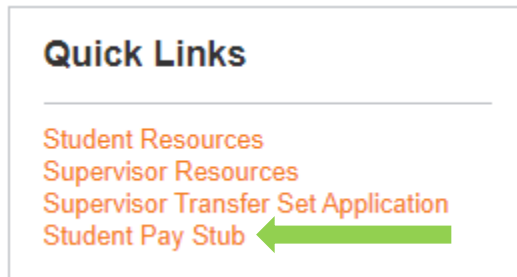 Quick Links
Student Resources
Supervisor Resources
Supervisor Transfer Set Application
Student Pay Stub